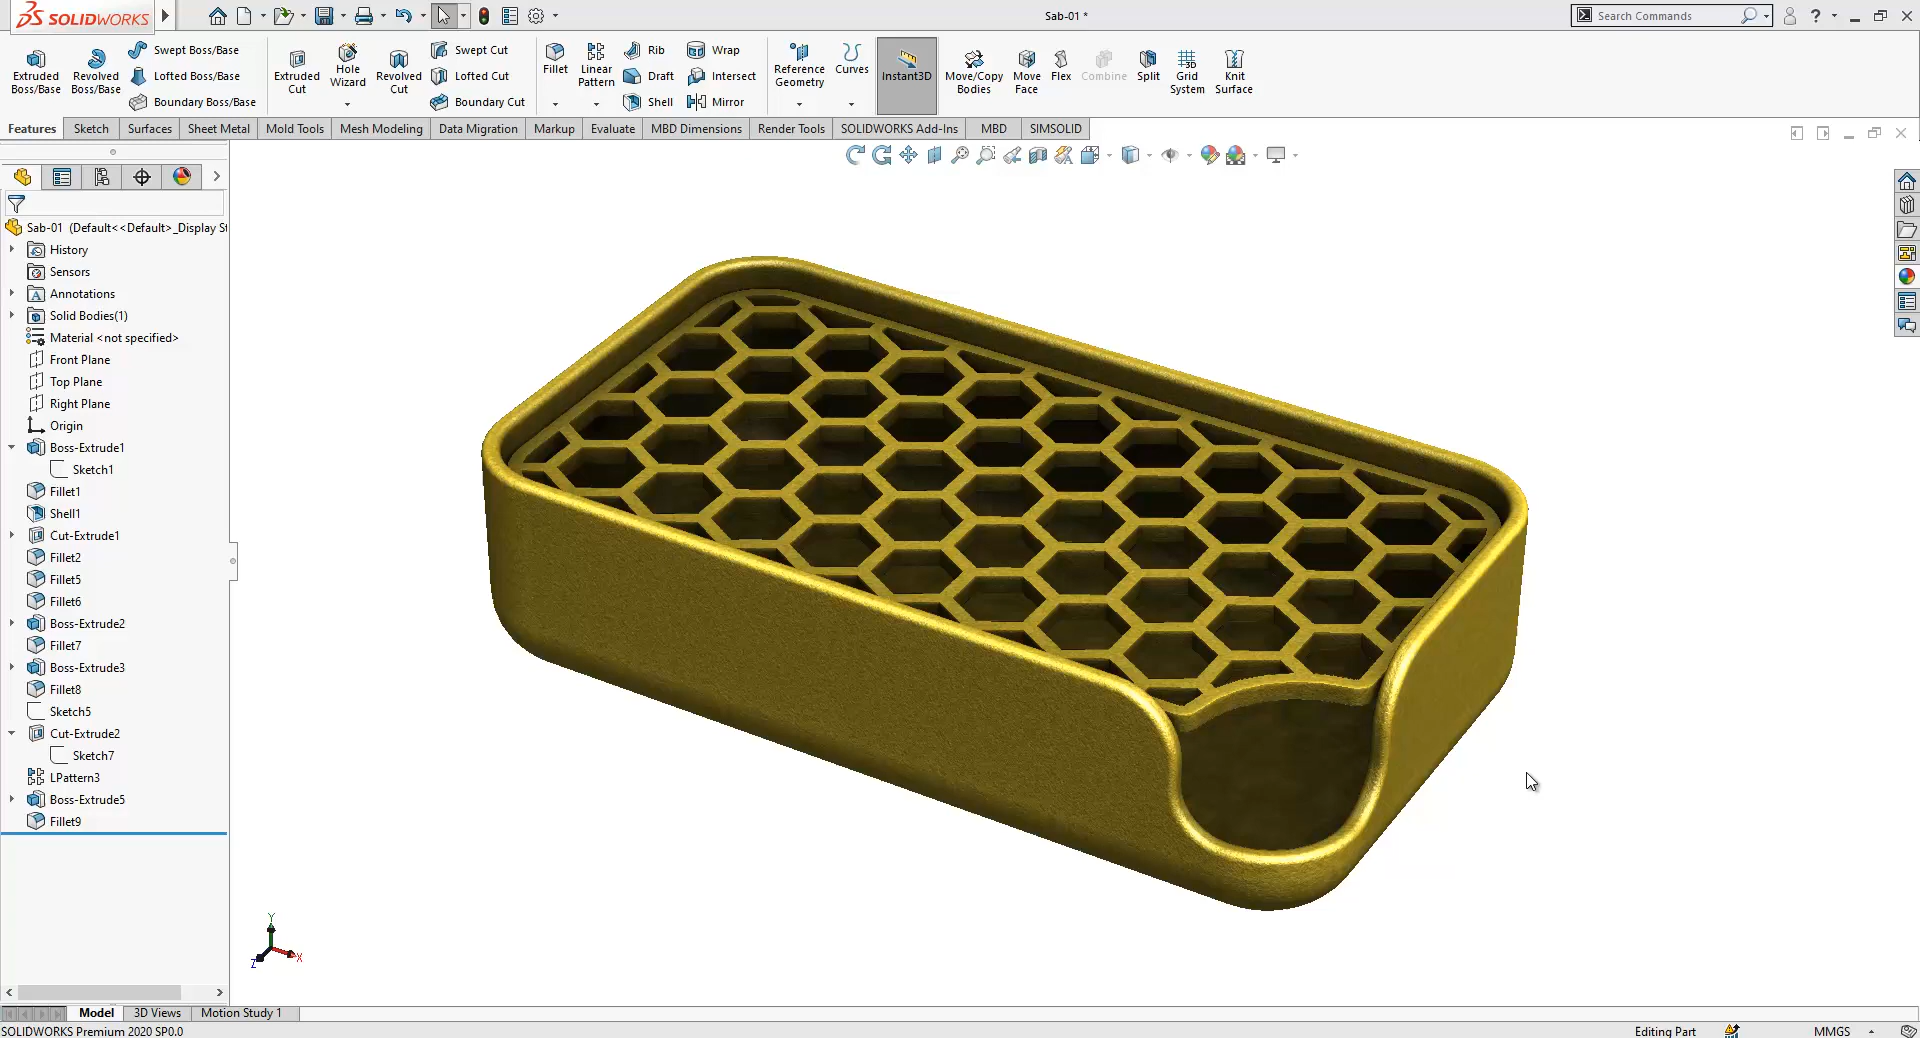 SOLIDWORKS
Sab-01 *
Search Commands
Extruded Boss/Base
Revolved Boss/Base
Swept Boss/Base
Lofted Boss/Base
Boundary Boss/Base
Extruded Cut
Hole Wizard
Revolved Cut
Swept Cut
Lofted Cut
Boundary Cut
Fillet
Linear Pattern
Rib
Draft
Shell
Wrap
Intersect
Mirror
Reference Geometry
Curves
Instant3D
Move/Copy Bodies
Move Face
Flex
Combine
Split
Grid System
Knit Surface
Features
Sketch
Surfaces
Sheet Metal
Mold Tools
Mesh Modeling
Data Migration
Markup
Evaluate
MBD Dimensions
Render Tools
SOLIDWORKS Add-Ins
MBD
SIMSOLID
Sab-01 (Default<<Default>_Display St
History
Sensors
Annotations
Solid Bodies(1)
Material <not specified>
Front Plane
Top Plane
Right Plane
Origin
Boss-Extrude1
Sketch1
Fillet1
Shell1
Cut-Extrude1
Fillet2
Fillet5
Fillet6
Boss-Extrude2
Fillet7
Boss-Extrude3
Fillet8
Sketch5
Cut-Extrude2
Sketch7
LPattern3
Boss-Extrude5
Fillet9
Y
X
Z
Model
3D Views
Motion Study 1
SOLIDWORKS Premium 2020 SP0.0
Editing Part
MMGS